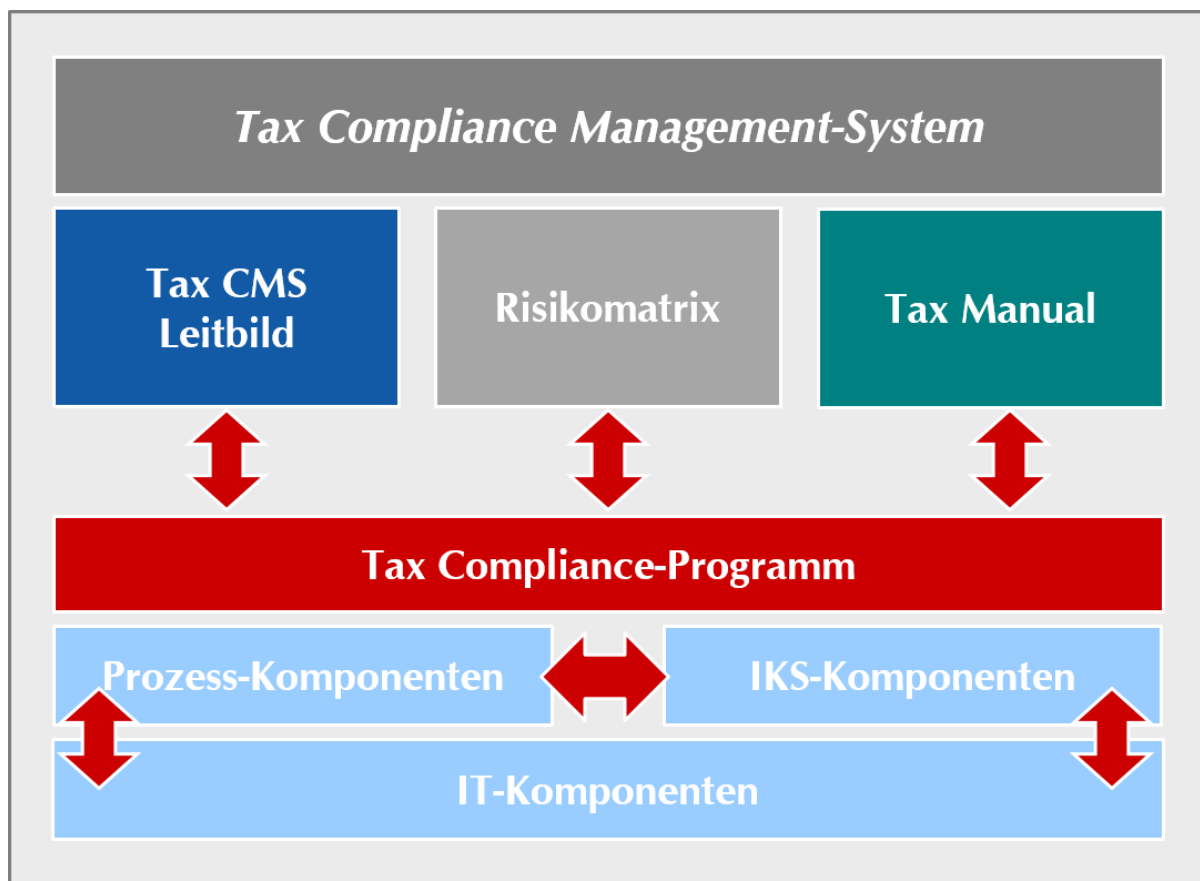 Tax Compliance Management-System
Tax CMS
Leitbild
Risikomatrix
Tax Manual
Tax Compliance-Programm
Prozess-Komponenten
IKS-Komponenten
IT-Komponenten